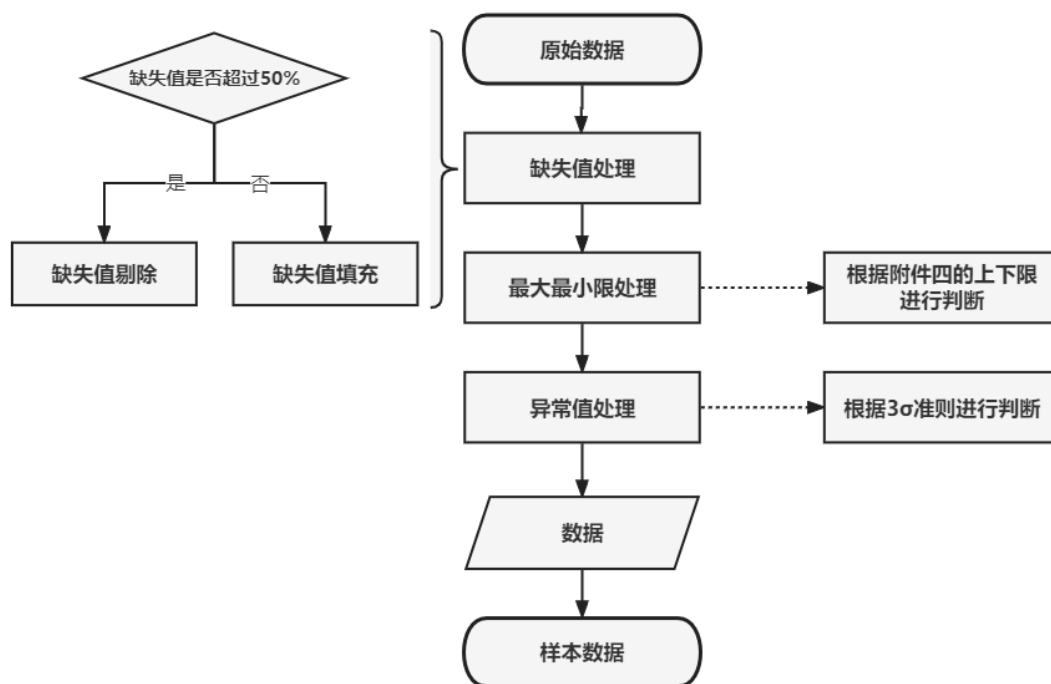 原始数据
缺失值是否超过50%
缺失值处理
是
否
缺失值剔除
缺失值填充
最大最小限处理
根据附件四的上下限
进行判断
异常值处理
根据3σ准则进行判断
数据
样本数据